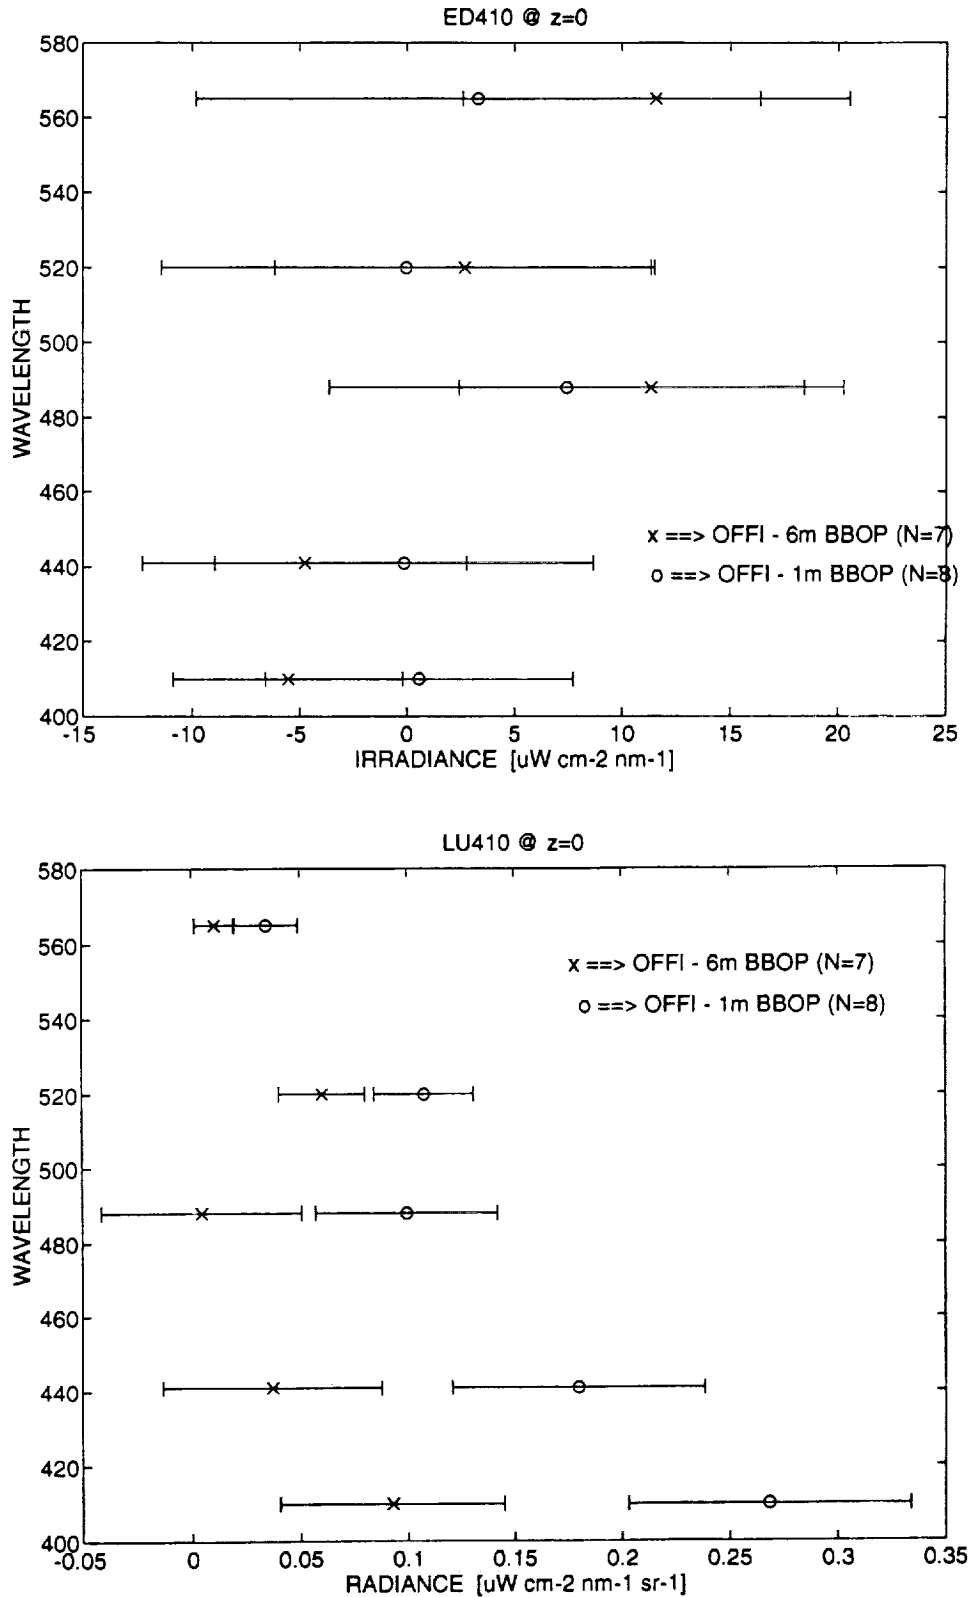 ED410 @ z=0
580
560
540
520
500
480
460
440
420
400
WAVELENGTH
x ==> OFFI - 6m BBOP (N=7)
o ==> OFFI - 1m BBOP (N=8)
-15 -10 -5 0 5 10 15 20 25
IRRADIANCE [uW cm-2 nm-1]
LU410 @ z=0
580
560
540
520
500
480
460
440
420
400
WAVELENGTH
x ==> OFFI - 6m BBOP (N=7)
o ==> OFFI - 1m BBOP (N=8)
-0.05 0 0.05 0.1 0.15 0.2 0.25 0.3 0.35
RADIANCE [uW cm-2 nm-1 sr-1]